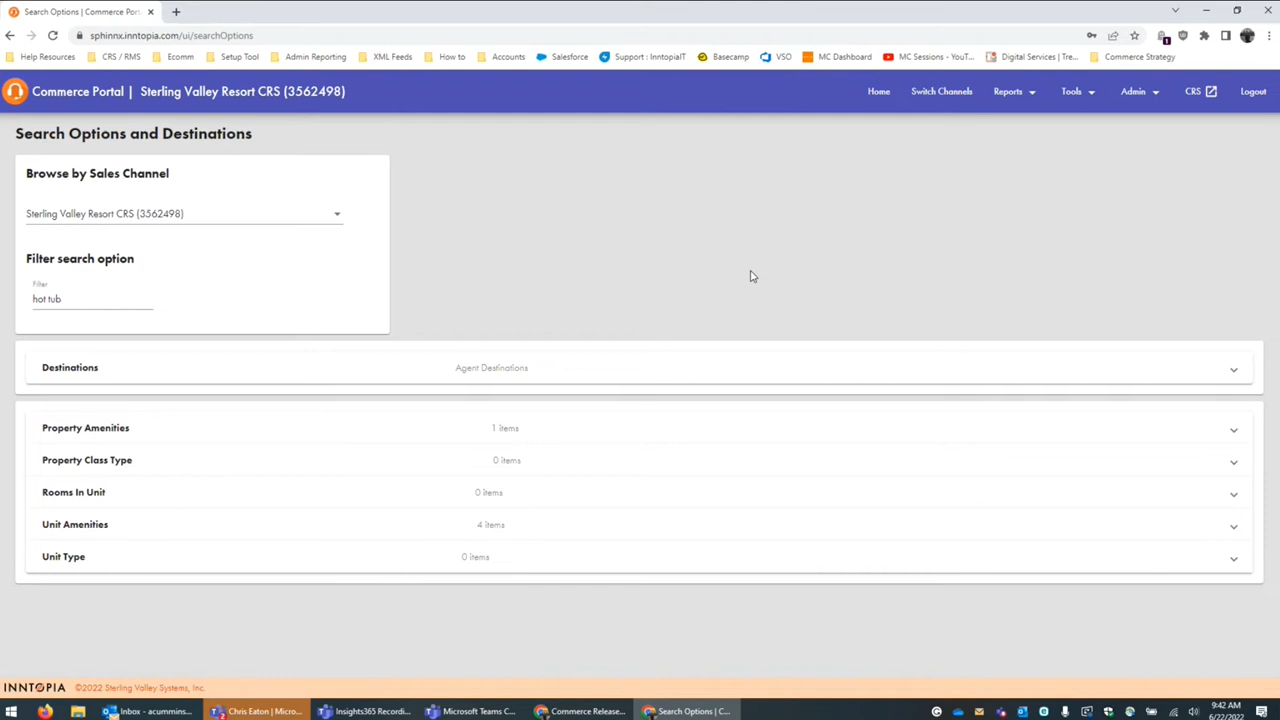 Search Options | Commerce Port
sphinnx.inntopia.com/ui/searchOptions
Help Resources CRS / RMS Ecomm Setup Tool Admin Reporting XML Feeds How to Accounts Salesforce Support : InntopiaIT Basecamp VSO MC Dashboard MC Sessions - YouT... Digital Services | Tre... Commerce Strategy
Commerce Portal | Sterling Valley Resort CRS (3562498) Home Switch Channels Reports Tools Admin CRS Logout
Search Options and Destinations
Browse by Sales Channel
Sterling Valley Resort CRS (3562498)
Filter search option
Filter
hot tub
Destinations Agent Destinations
Property Amenities 1 items
Property Class Type 0 items
Rooms In Unit 0 items
Unit Amenities 4 items
Unit Type 0 items
INNTOPIA ©2022 Sterling Valley Systems, Inc.
Inbox - acummins... Chris Eaton | Micro... Insights365 Recordi... Microsoft Teams C... Commerce Release... Search Options | C... 9:42 AM
6/22/2022